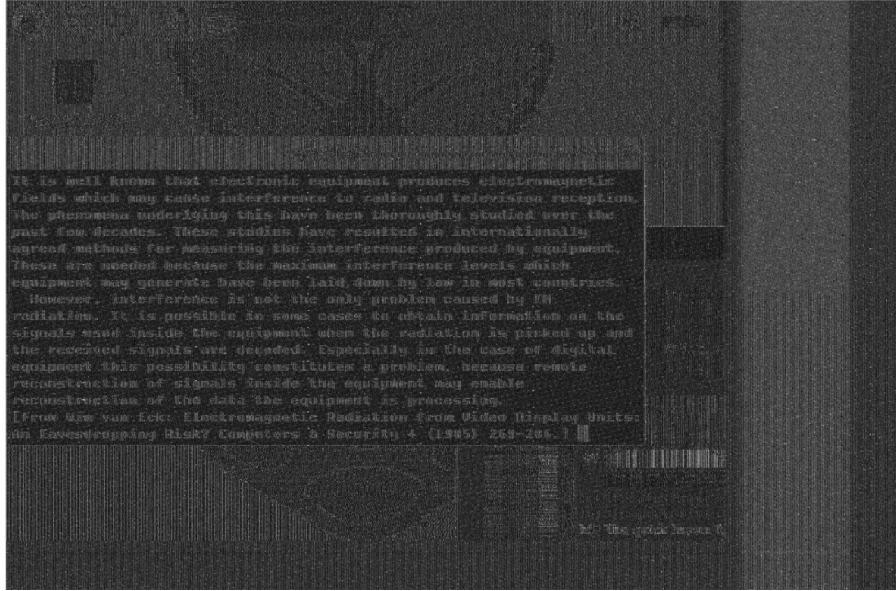 It is well known that electronic equipment produces electromagnetic
fields which may cause interference to radio and television reception.
The phenomena underlying this have been thoroughly studied over the
past few decades. These studies have resulted in internationally
agreed methods for measuring the interference produced by equipment.
These are needed because the maximum interference levels which
equipment may generate have been laid down by law in most countries.
However, interference is not the only problem caused by EM
radiation. It is possible in some cases to obtain information on the
signals used inside the equipment when the radiation is picked up and
the received signals are decoded. Especially in the case of digital
equipment this possibility constitutes a problem, because remote
reconstruction of signals inside the equipment may enable
reconstruction of the data the equipment is processing.
[From Wim van Eck: Electromagnetic Radiation from Video Display Units:
An Eavesdropping Risk? Computers & Security 4 (1985) 269-286.]
The quick brown